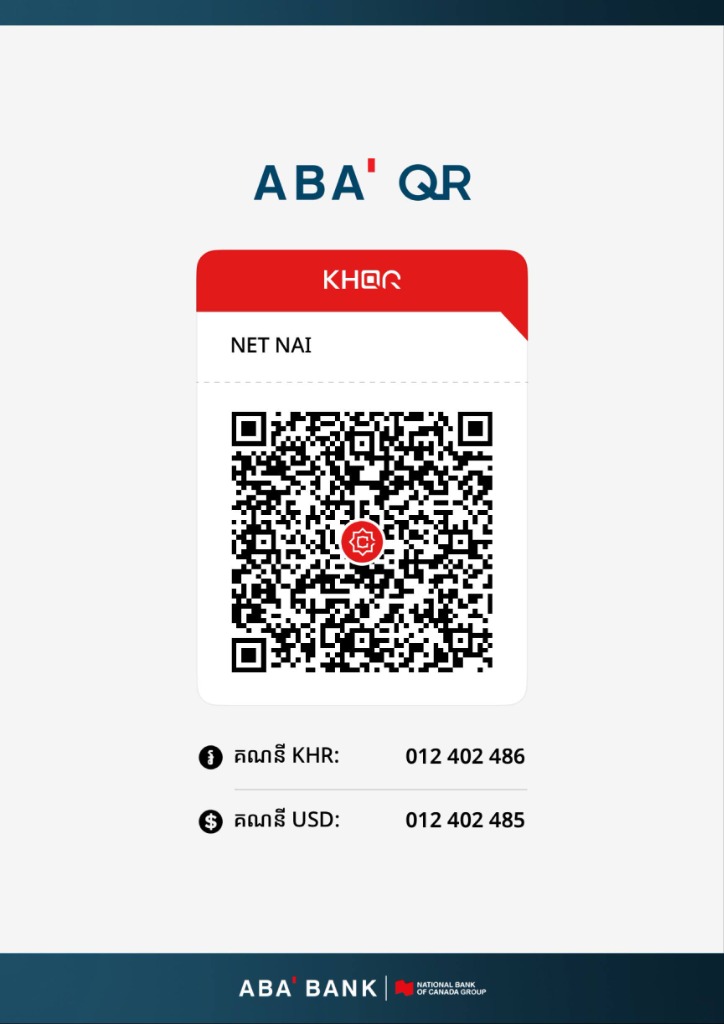 ABA' QR
KHQR
NET NAI
គណនី KHR: 012 402 486
គណនី USD: 012 402 485
ABA' BANK
NATIONAL BANK
OF CANADA GROUP